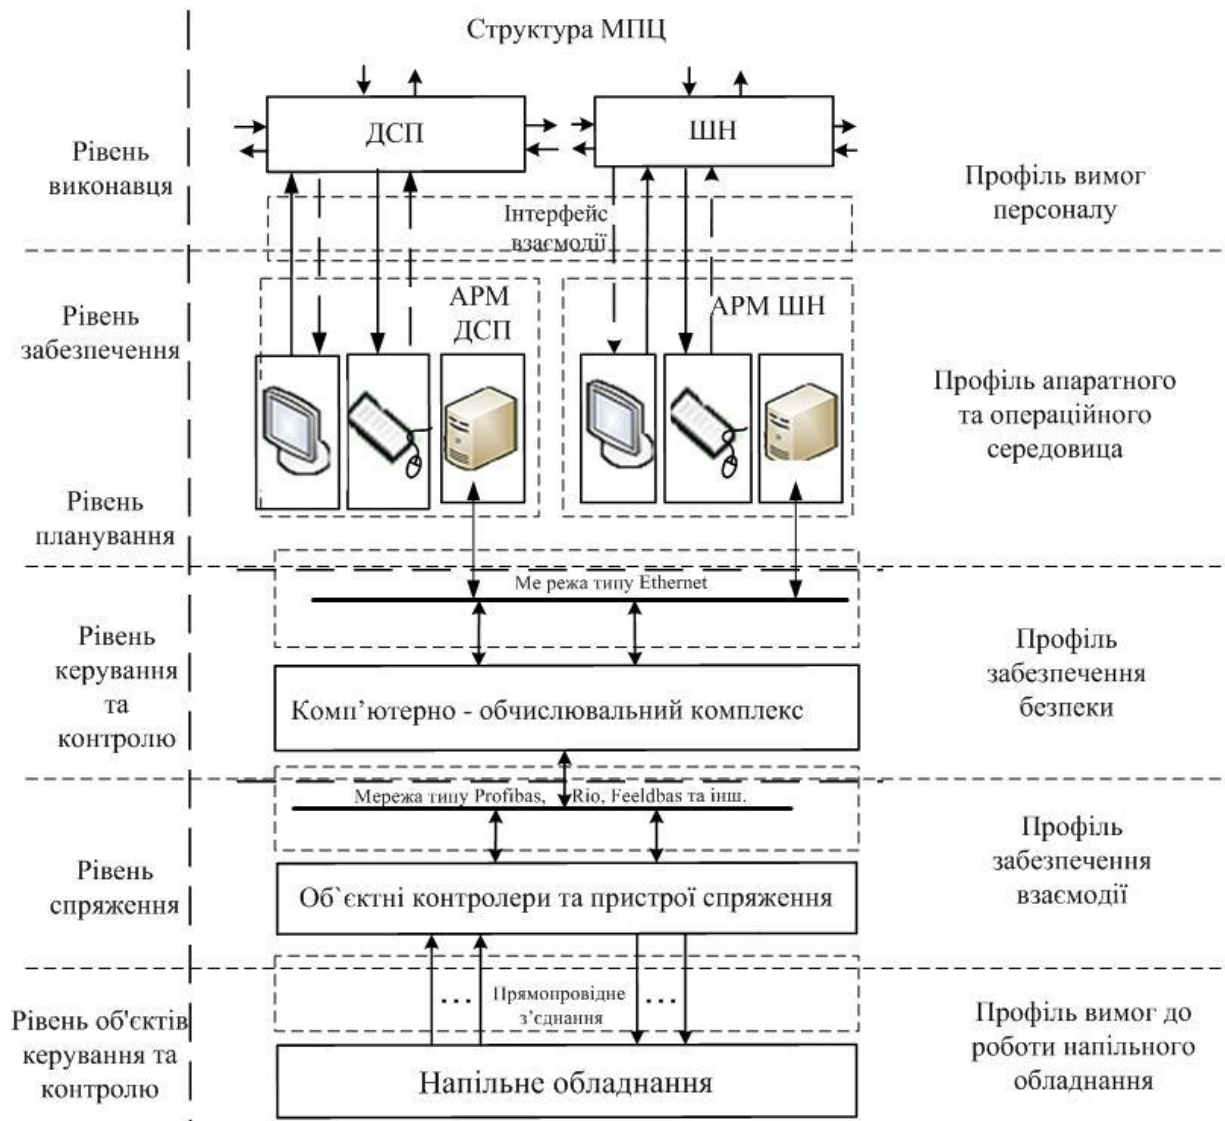 Структура МПЦ
ДСП
ШН
Рівень
виконавця
Профіль вимог
персоналу
Інтерфейс
взаємодії
Рівень
забезпечення
АРМ
ДСП
АРМ ШН
Профіль апаратного
та операційного
середовица
Рівень
планування
Ме режа типу Ethernet
Рівень
керування
та
контролю
Профіль
забезпечення
безпеки
Комп’ютерно - обчислювальний комплекс
Мережа типу Profibas, Rio, Feeldbas та інш.
Рівень
спряження
Профіль
забезпечення
взаємодії
Об`єктні контролери та пристрої спряження
... Прямопровідне ...
з’єднання
Рівень об'єктів
керування та
контролю
Профіль вимог до
роботи напільного
обладнання
Напільне обладнання